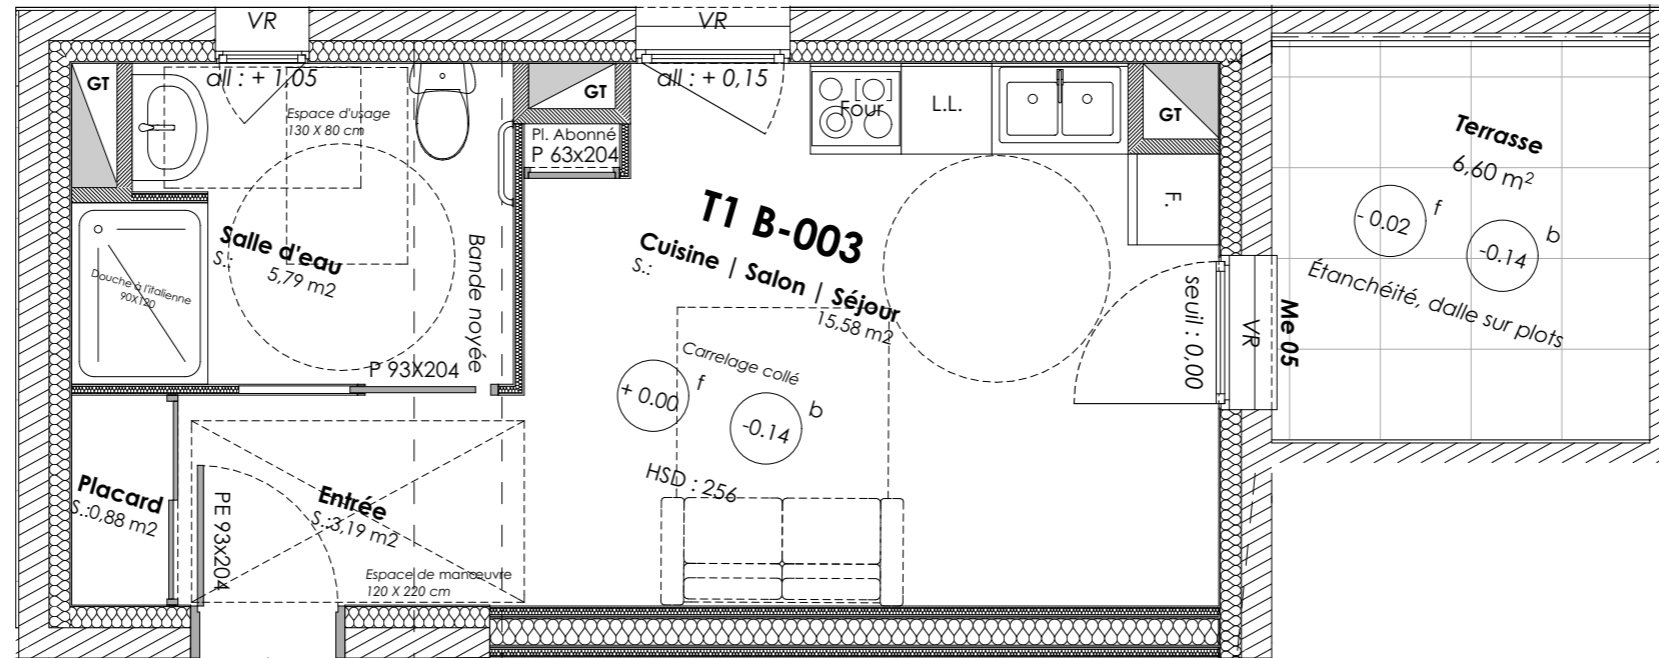 VR
VR
all : + 1,05
all : + 0,15
GT
GT
GT
Espace d'usage
130 X 80 cm
Four
L.L.
Pl. Abonné
P 63x204
F.
Terrasse
6,60 m²
- 0.02
f
-0.14
b
Étanchéité, dalle sur plots
T1 B-003
Cuisine | Salon | Séjour
S.:
15,58 m2
Salle d'eau
S.:
5,79 m2
Douche à l'italienne
90X120
Bande noyée
P 93X204
seuil : 0,00
VR
Me 05
Carrelage collé
+ 0.00
f
-0.14
b
HSD : 256
Placard
S.:0,88 m2
PE 93x204
Entrée
S.:3,19 m2
Espace de manœuvre
120 X 220 cm